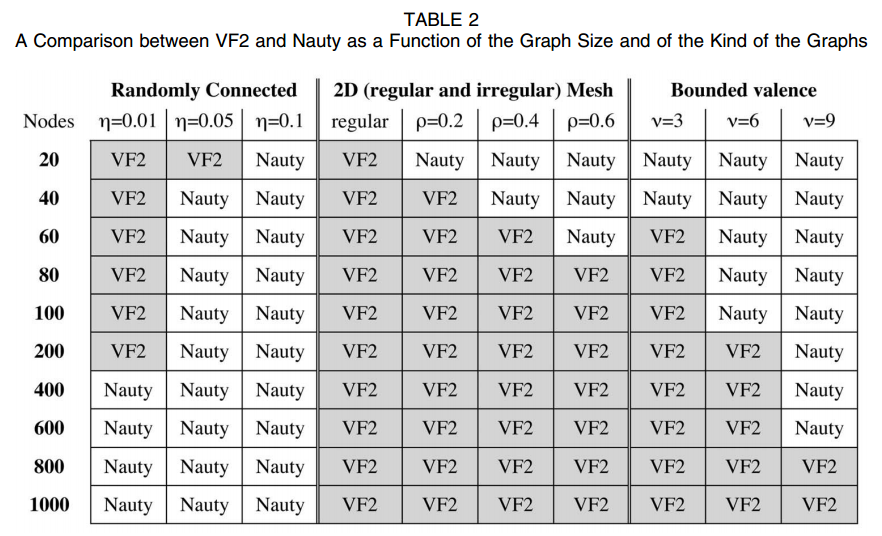 TABLE 2
A Comparison between VF2 and Nauty as a Function of the Graph Size and of the Kind of the Graphs
Randomly Connected 2D (regular and irregular) Mesh Bounded valence
Nodes η=0.01 η=0.05 η=0.1 regular ρ=0.2 ρ=0.4 ρ=0.6 ν=3 ν=6 ν=9
20 VF2 VF2 Nauty VF2 Nauty Nauty Nauty Nauty Nauty Nauty
40 VF2 Nauty Nauty VF2 VF2 Nauty Nauty Nauty Nauty Nauty
60 VF2 Nauty Nauty VF2 VF2 VF2 Nauty VF2 Nauty Nauty
80 VF2 Nauty Nauty VF2 VF2 VF2 VF2 VF2 Nauty Nauty
100 VF2 Nauty Nauty VF2 VF2 VF2 VF2 VF2 Nauty Nauty
200 VF2 Nauty Nauty VF2 VF2 VF2 VF2 VF2 VF2 Nauty
400 Nauty Nauty Nauty VF2 VF2 VF2 VF2 VF2 VF2 Nauty
600 Nauty Nauty Nauty VF2 VF2 VF2 VF2 VF2 VF2 Nauty
800 Nauty Nauty Nauty VF2 VF2 VF2 VF2 VF2 VF2 VF2
1000 Nauty Nauty Nauty VF2 VF2 VF2 VF2 VF2 VF2 VF2